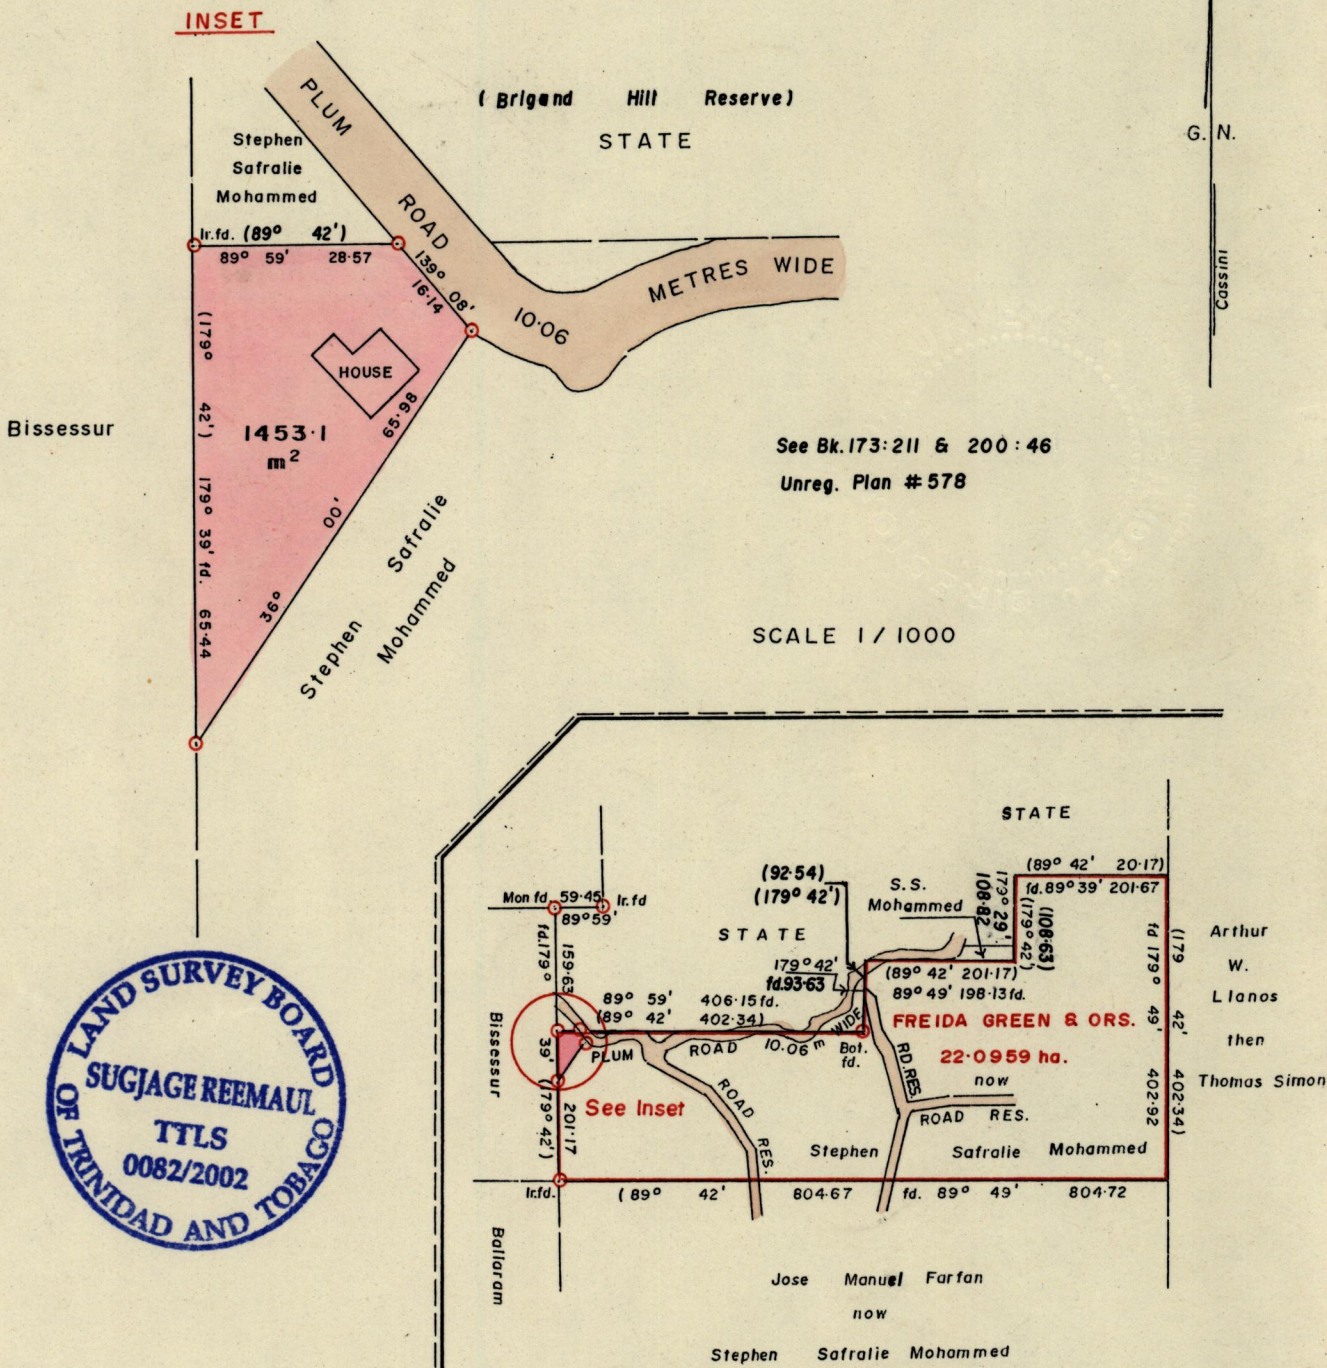 INSET
(Brigand Hill Reserve)
STATE
G. N.
Cassini
PLUM ROAD
10·06 METRES WIDE
Stephen
Safralie
Mohammed
Ir.fd. (89° 42')
89° 59' 28·57
139° 08'
16·14
HOUSE
1453·1
m²
65·98
36° 00'
(179° 42') 179° 39' fd. 65·44
Bissessur
Stephen Safralie
Mohammed
See Bk. 173:211 & 200:46
Unreg. Plan # 578
SCALE 1/1000
STATE
(89° 42' 20·17)
fd. 89° 39' 201·67
(92·54)
(179° 42')
S.S.
Mohammed
108·82
179° 29'
(179° 42')
(108·63)
Mon fd. 59·45 Ir. fd
89° 59'
fd. 179° 39'
159·63
STATE
179° 42'
fd. 93·63
(89° 42' 201·17)
89° 49' 198·13 fd.
89° 59' 406·15 fd.
(89° 42' 402·34)
fd 179° 49' 402·92
(179 42' 402·34)
Arthur
W.
Llanos
then
Thomas Simon
FREIDA GREEN & ORS.
22·0959 ha.
now
Stephen Safralie Mohammed
PLUM ROAD 10·06 m WIDE
Bot.
fd.
RD. RES.
ROAD RES.
ROAD RES.
Bissessur
See Inset
(179° 42')
201·17
Ir.fd.
(89° 42' 804·67 fd. 89° 49' 804·72
Ballaram
Jose Manuel Farfan
now
Stephen Safralie Mohammed
LAND SURVEY BOARD
OF TRINIDAD AND TOBAGO
SUGJAGE REEMAUL
TTLS
0082/2002